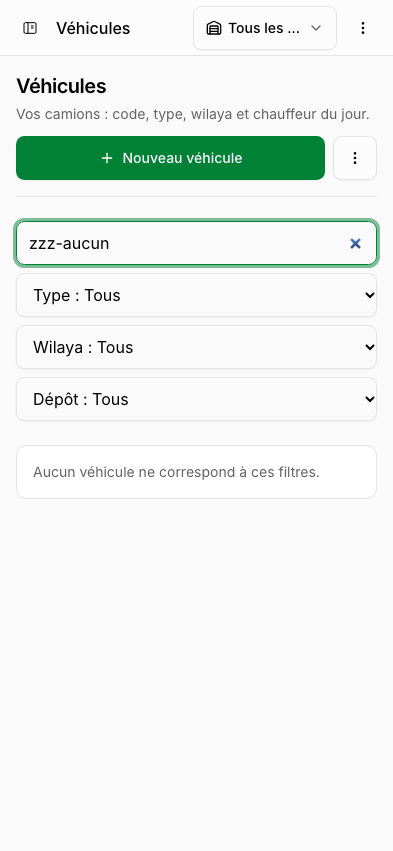 Véhicules
Tous les ...
Véhicules
Vos camions : code, type, wilaya et chauffeur du jour.
Nouveau véhicule
zzz-aucun
Type : Tous
Wilaya : Tous
Dépôt : Tous
Aucun véhicule ne correspond à ces filtres.